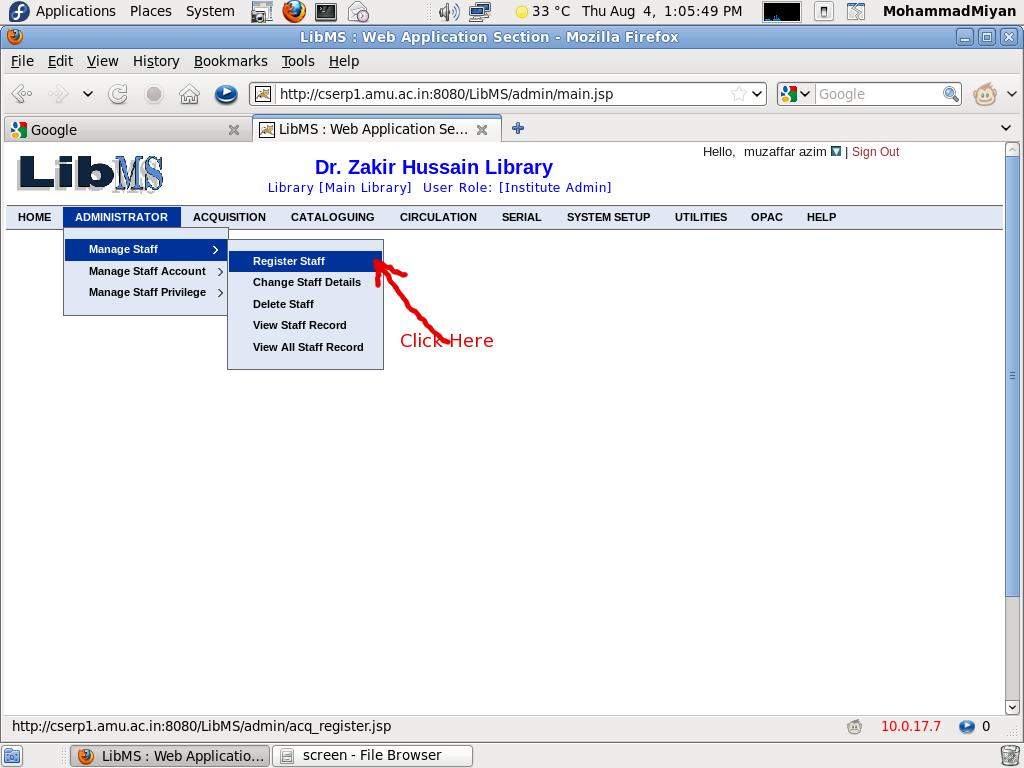 Applications Places System 33 °C Thu Aug 4, 1:05:49 PM MohammadMiyan
LibMS : Web Application Section - Mozilla Firefox
File Edit View History Bookmarks Tools Help
http://cserp1.amu.ac.in:8080/LibMS/admin/main.jsp Google
Google LibMS : Web Application Se...
Hello, muzaffar azim | Sign Out
LibMS
Dr. Zakir Hussain Library
Library [Main Library] User Role: [Institute Admin]
HOME ADMINISTRATOR ACQUISITION CATALOGUING CIRCULATION SERIAL SYSTEM SETUP UTILITIES OPAC HELP
Manage Staff
Manage Staff Account
Manage Staff Privilege
Register Staff
Change Staff Details
Delete Staff
View Staff Record
View All Staff Record
Click Here
http://cserp1.amu.ac.in:8080/LibMS/admin/acq_register.jsp 10.0.17.7 0
LibMS : Web Applicatio... screen - File Browser